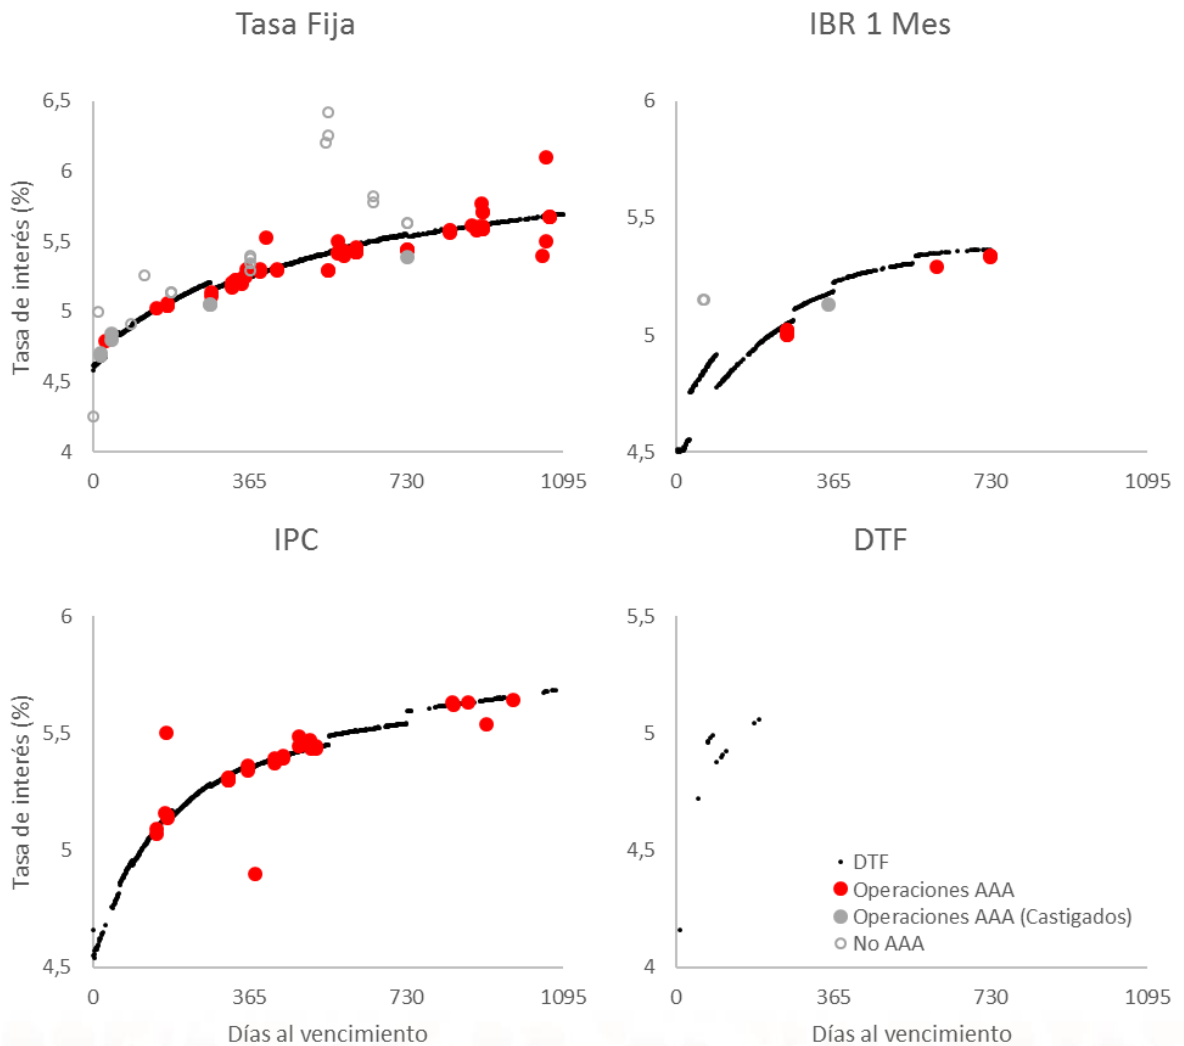 Tasa Fija
Tasa de interés (%)
6,5
6
5,5
5
4,5
4
0 365 730 1095
IBR 1 Mes
6
5,5
5
4,5
0 365 730 1095
IPC
Tasa de interés (%)
6
5,5
5
4,5
0 365 730 1095
Días al vencimiento
DTF
5,5
5
4,5
4
DTF
Operaciones AAA
Operaciones AAA (Castigados)
No AAA
0 365 730 1095
Días al vencimiento